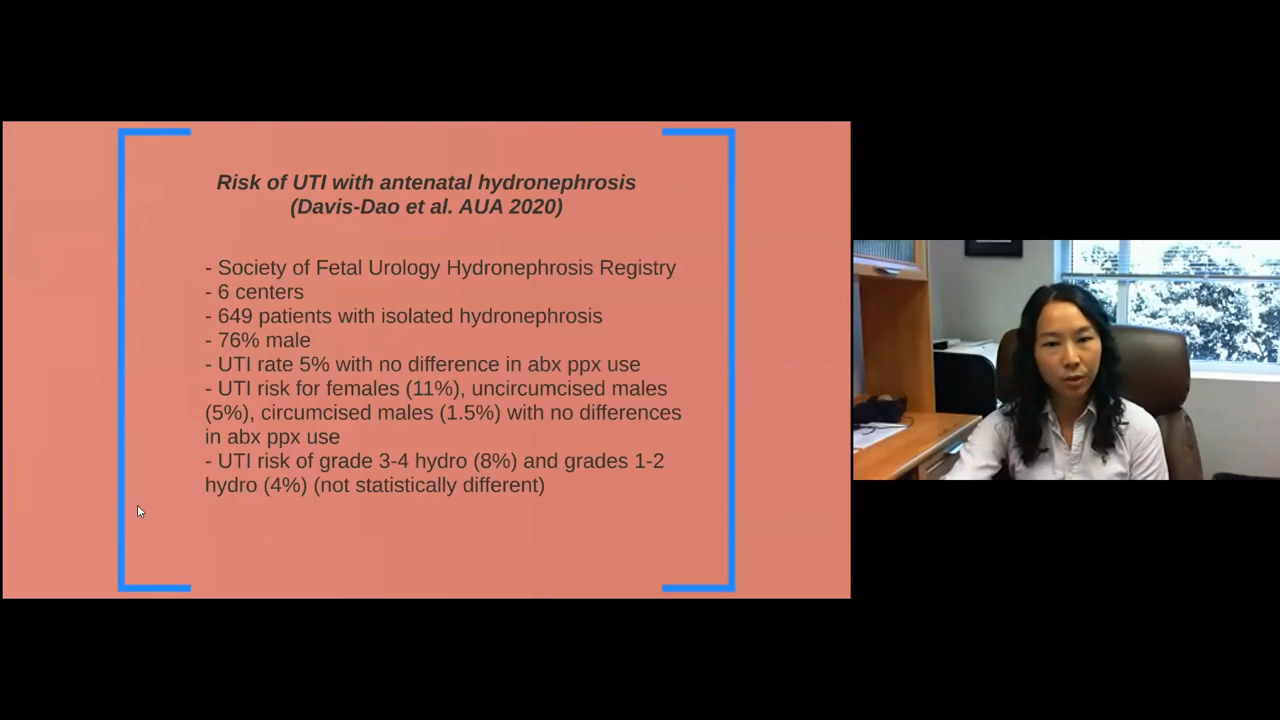 Risk of UTI with antenatal hydronephrosis
(Davis-Dao et al. AUA 2020)
- Society of Fetal Urology Hydronephrosis Registry
- 6 centers
- 649 patients with isolated hydronephrosis
- 76% male
- UTI rate 5% with no difference in abx ppx use
- UTI risk for females (11%), uncircumcised males
(5%), circumcised males (1.5%) with no differences
in abx ppx use
- UTI risk of grade 3-4 hydro (8%) and grades 1-2
hydro (4%) (not statistically different)